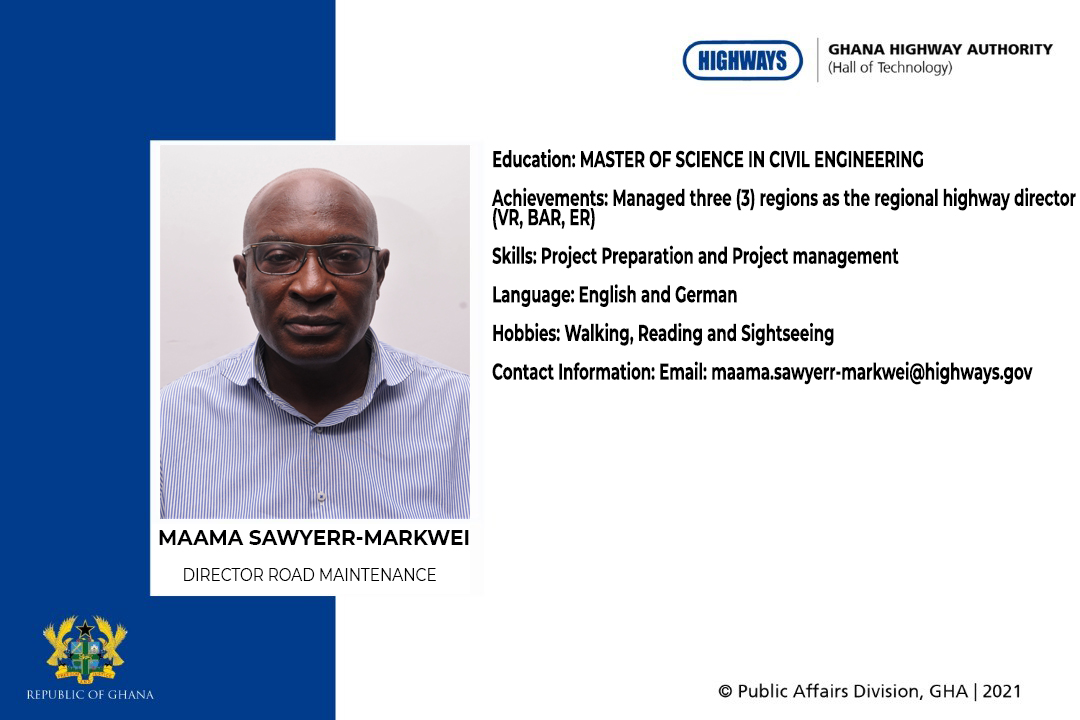 HIGHWAYS
GHANA HIGHWAY AUTHORITY
(Hall of Technology)
Education: MASTER OF SCIENCE IN CIVIL ENGINEERING
Achievements: Managed three (3) regions as the regional highway director
(VR, BAR, ER)
Skills: Project Preparation and Project management
Language: English and German
Hobbies: Walking, Reading and Sightseeing
Contact Information: Email: maama.sawyerr-markwei@highways.gov
MAAMA SAWYERR-MARKWEI
DIRECTOR ROAD MAINTENANCE
REPUBLIC OF GHANA
© Public Affairs Division, GHA | 2021